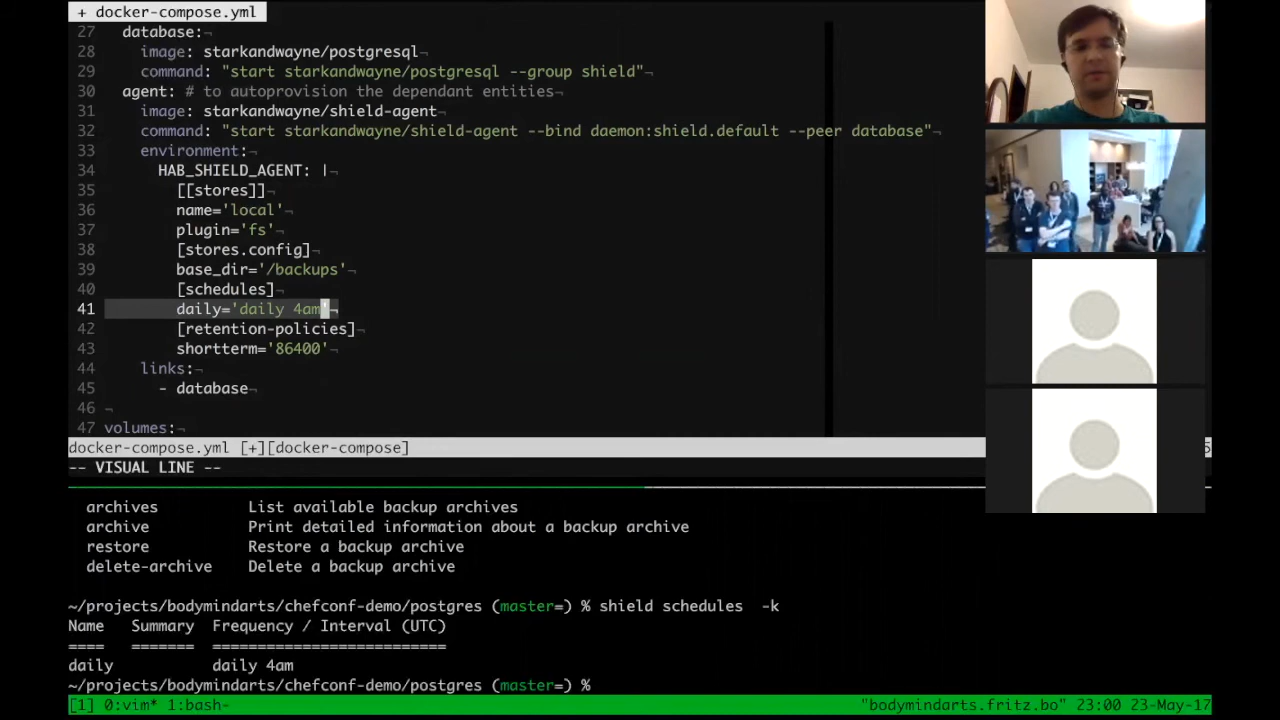 + docker-compose.yml
27 database:¬
28 image: starkandwayne/postgresql¬
29 command: "start starkandwayne/postgresql --group shield"¬
30 agent: # to autoprovision the dependant entities¬
31 image: starkandwayne/shield-agent¬
32 command: "start starkandwayne/shield-agent --bind daemon:shield.default --peer database"¬
33 environment:¬
34 HAB_SHIELD_AGENT: |¬
35 [[stores]]¬
36 name='local'¬
37 plugin='fs'¬
38 [stores.config]¬
39 base_dir='/backups'¬
40 [schedules]¬
41 daily='daily 4am'¬
42 [retention-policies]¬
43 shortterm='86400'¬
44 links:¬
45 - database¬
46 ¬
47 volumes:¬
docker-compose.yml [+][docker-compose]
-- VISUAL LINE --
archives List available backup archives
archive Print detailed information about a backup archive
restore Restore a backup archive
delete-archive Delete a backup archive
~/projects/bodymindarts/chefconf-demo/postgres (master=) % shield schedules -k
Name Summary Frequency / Interval (UTC)
==== ======= ==========================
daily daily 4am
~/projects/bodymindarts/chefconf-demo/postgres (master=) %
[1] 0:vim* 1:bash- "bodymindarts.fritz.bo" 23:00 23-May-17